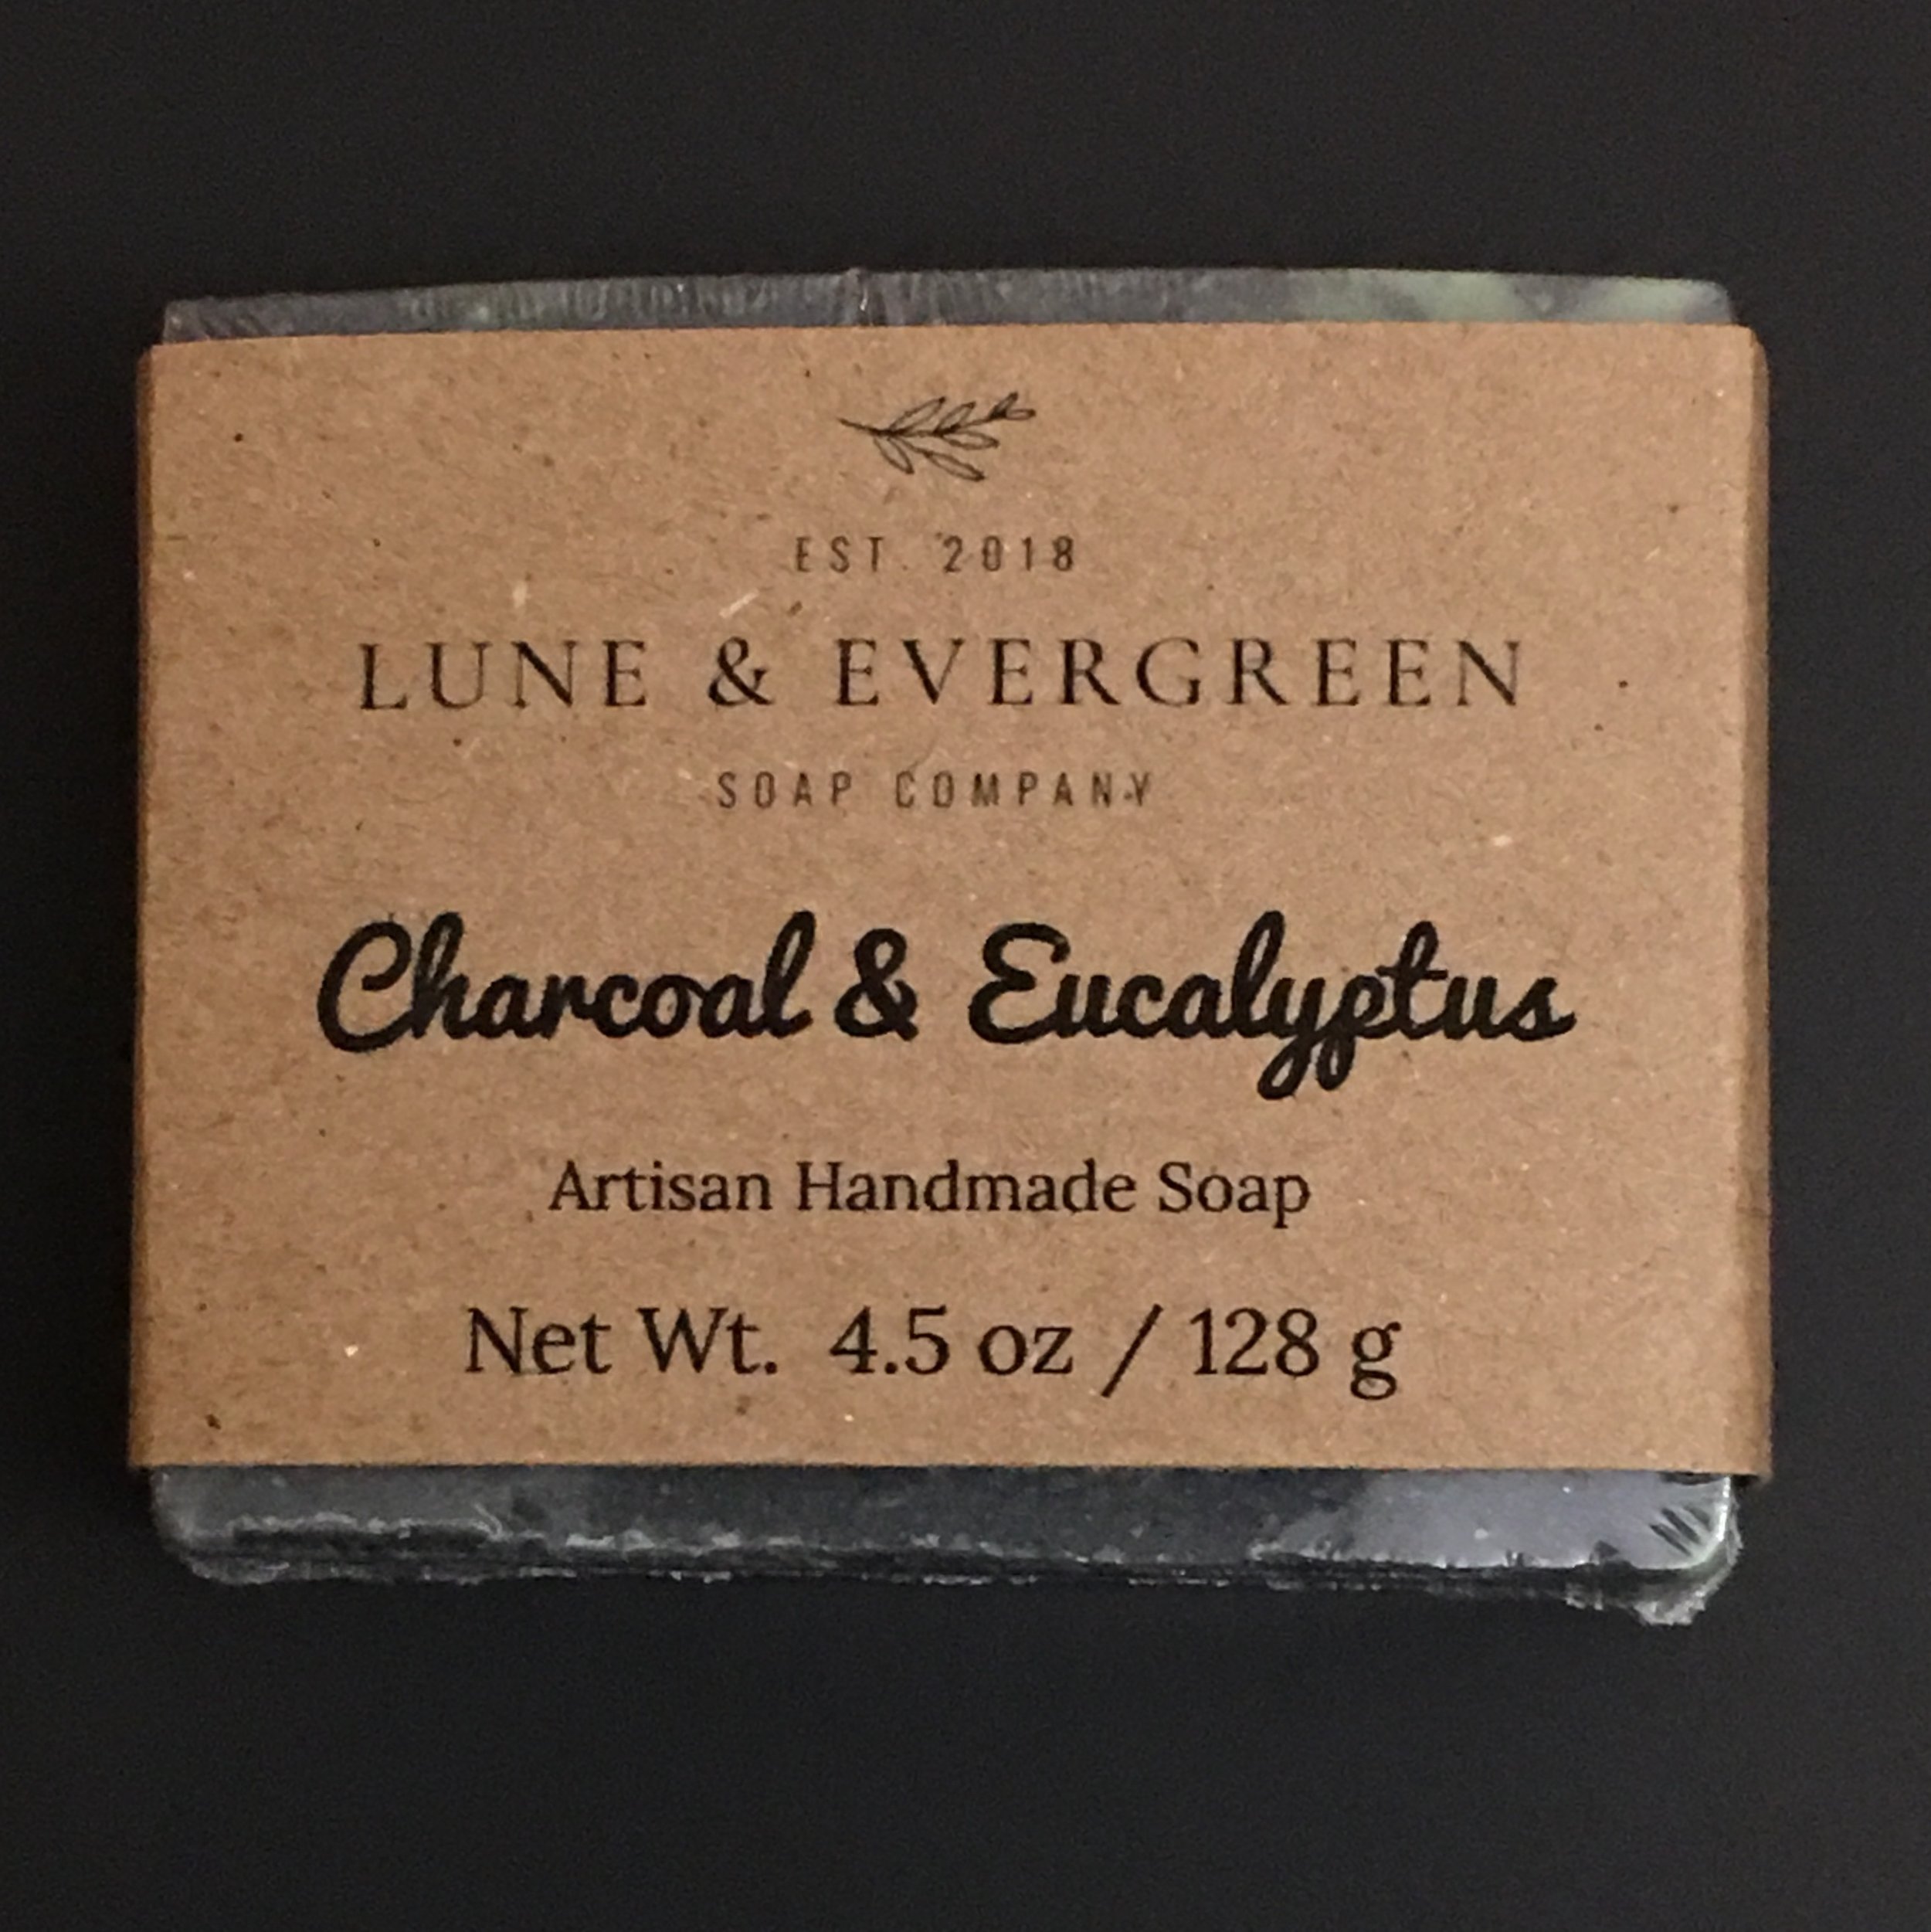 EST. 2018
LUNE & EVERGREEN
SOAP COMPANY
Charcoal & Eucalyptus
Artisan Handmade Soap
Net Wt. 4.5 oz / 128 g